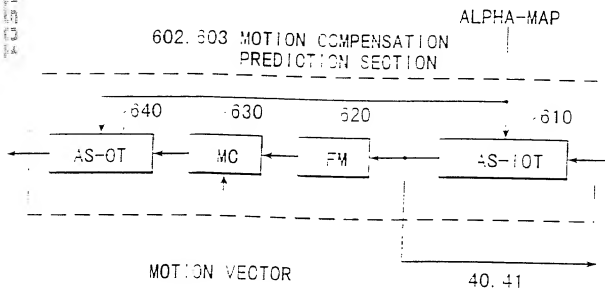 ALPHA-MAP
602.603 MOTION COMPENSATION
PREDICTION SECTION
640 630 620 610
AS-OT MC FM AS-IOT
MOTION VECTOR
40.41